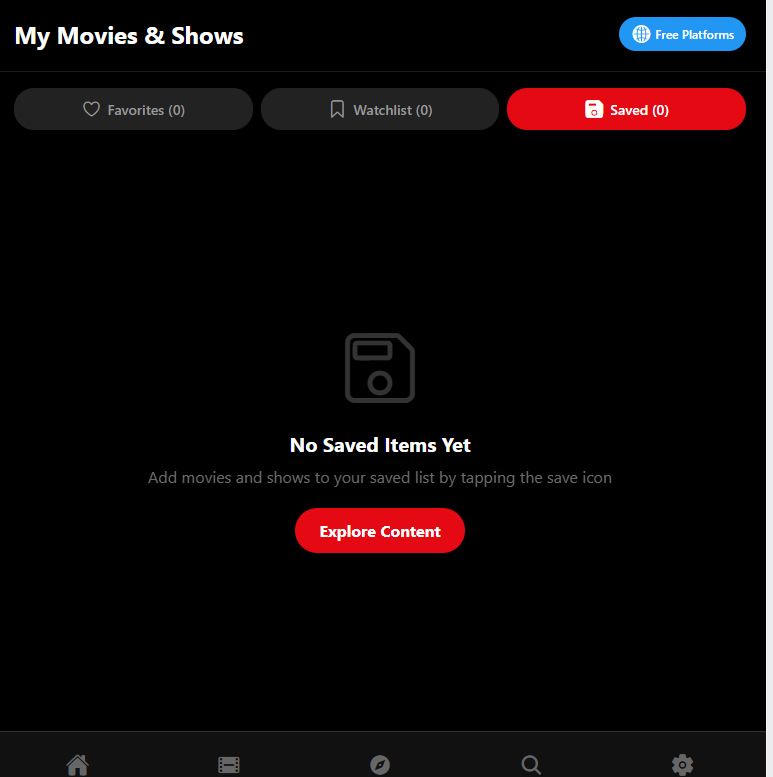 My Movies & Shows
Free Platforms
Favorites (0)
Watchlist (0)
Saved (0)
No Saved Items Yet
Add movies and shows to your saved list by tapping the save icon
Explore Content